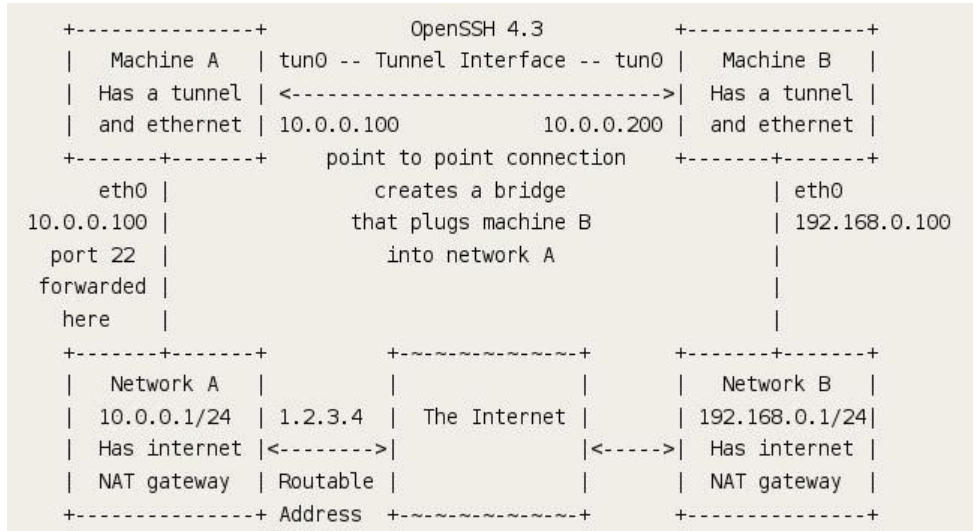 +---------------+            OpenSSH 4.3           +---------------+
|   Machine A   | tun0 -- Tunnel Interface -- tun0 |   Machine B   |
|  Has a tunnel | <------------------------------->|  Has a tunnel |
|  and ethernet | 10.0.0.100            10.0.0.200 |  and ethernet |
+-------+-------+     point to point connection    +-------+-------+
eth0 |                 creates a bridge                  | eth0
10.0.0.100 |               that plugs machine B                | 192.168.0.100
port 22  |                  into network A                   |
forwarded |                                                   |
here    |                                                   |
+-------+-------+          +-~-~-~-~-~-~-~-+       +-------+-------+
|   Network A   |          |               |       |   Network B   |
|  10.0.0.1/24  | 1.2.3.4  |  The Internet |       | 192.168.0.1/24|
|  Has internet |<-------->|               |<----->|  Has internet |
|  NAT gateway  | Routable |               |       |  NAT gateway  |
+---------------+ Address  +-~-~-~-~-~-~-~-+       +---------------+